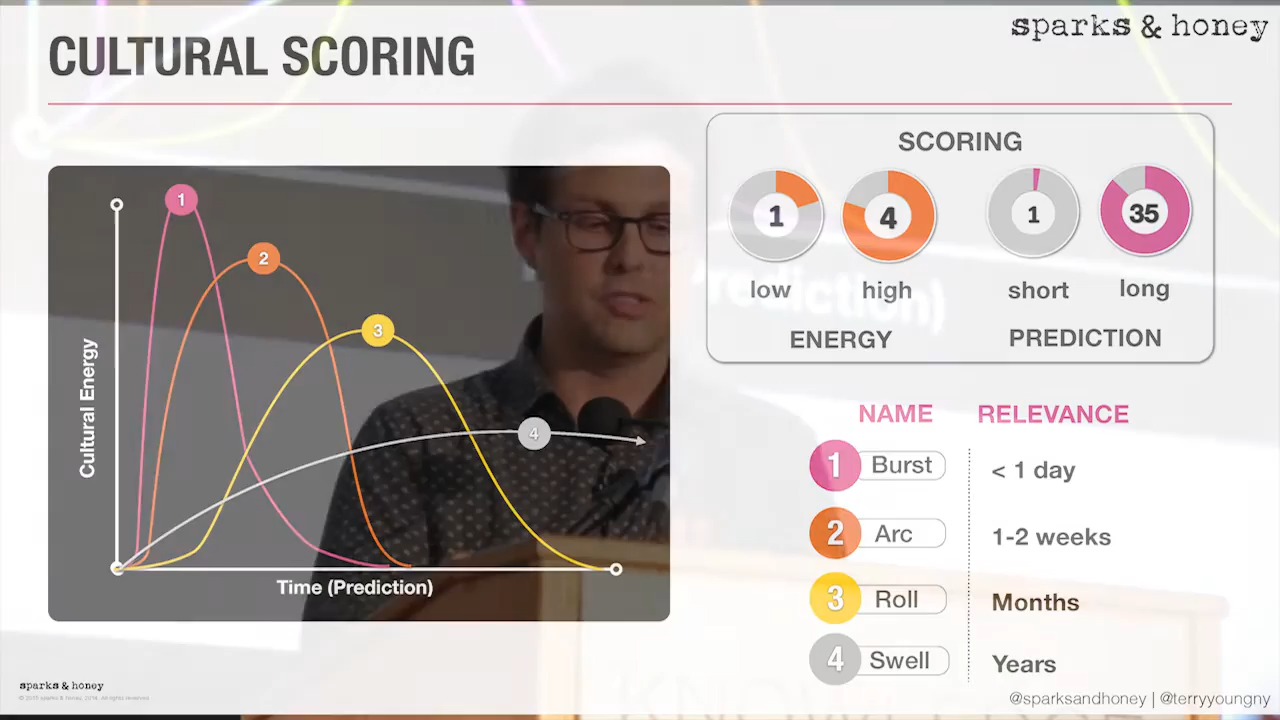 sparks & honey
CULTURAL SCORING
SCORING
1
4
1
35
low
high
short
long
ENERGY
PREDICTION
1
2
3
4
Cultural Energy
Time (Prediction)
NAME
RELEVANCE
1 Burst < 1 day
2 Arc 1-2 weeks
3 Roll Months
4 Swell Years
sparks & honey
@sparksandhoney | @terryyoungny